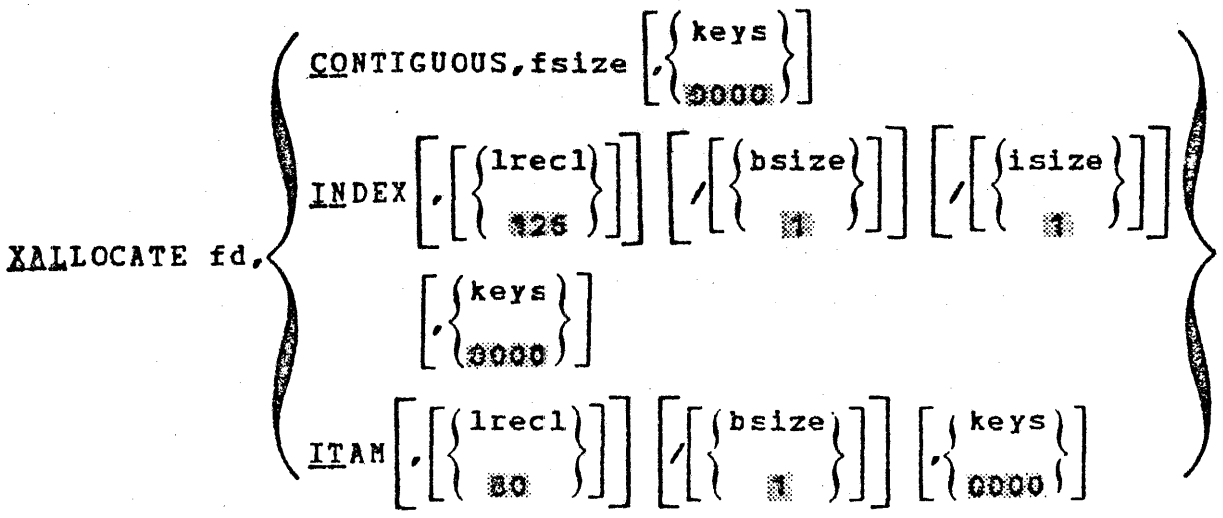 XALLOCATE fd,
CONTIGUOUS,fsize [,{keys
0000}]
INDEX[,[{lrecl
126}]] [/[{bsize
1}]] [/[{isize
1}]]
[,{keys
0000}]
ITAM[,[{lrecl
80}]] [/[{bsize
1}]] [,{keys
0000}]